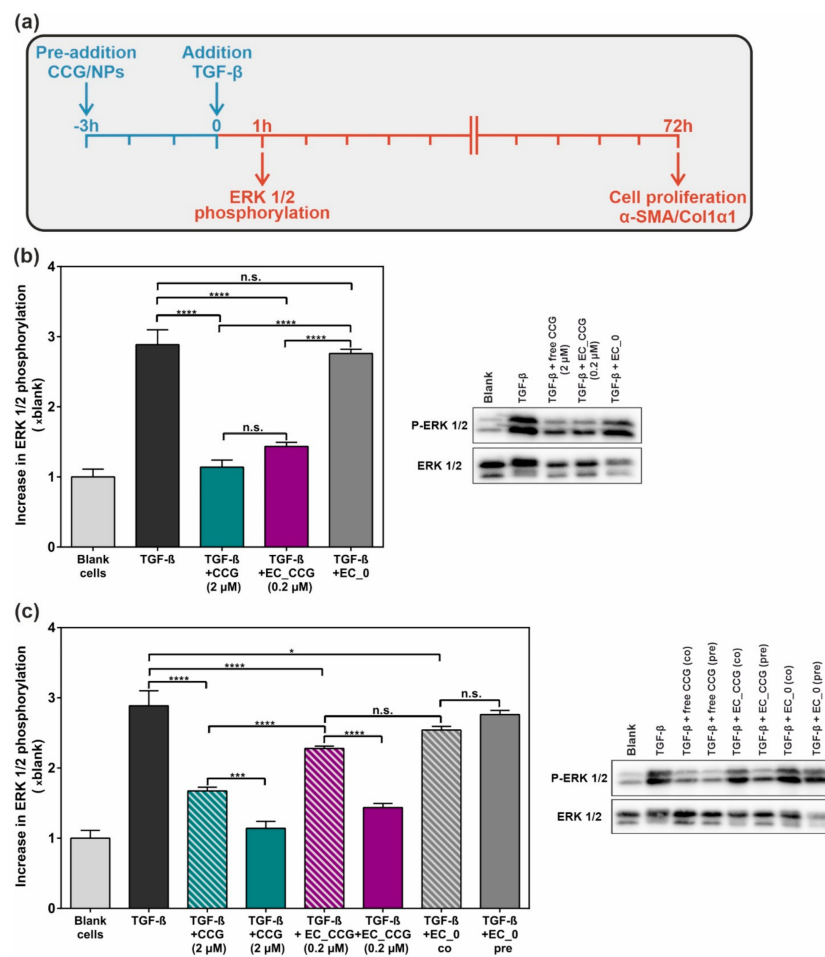 (a)
Pre-addition
CCG/NPs
Addition
TGF-β
-3h
0
1h
72h
ERK 1/2
phosphorylation
Cell proliferation
α-SMA/Col1α1
(b)
Increase in ERK 1/2 phosphorylation
(xblank)
4
3
2
1
0
n.s.
****
****
****
****
n.s.
Blank
cells
TGF-ß
TGF-ß
+CCG
(2 µM)
TGF-ß
+EC_CCG
(0.2 µM)
TGF-ß
+EC_0
Blank
TGF-β
TGF-β + free CCG
(2 µM)
TGF-β + EC_CCG
(0.2 µM)
TGF-β + EC_0
P-ERK 1/2
ERK 1/2
(c)
Increase in ERK 1/2 phosphorylation
(xblank)
4
3
2
1
0
*
****
****
n.s.
n.s.
****
****
***
Blank
cells
TGF-ß
TGF-ß
+CCG
(2 µM)
TGF-ß
+CCG
(2 µM)
TGF-ß
+ EC_CCG
(0.2 µM)
TGF-ß
+EC_CCG
(0.2 µM)
TGF-ß
+EC_0
co
TGF-ß
+EC_0
pre
Blank
TGF-β
TGF-β + free CCG (co)
TGF-β + free CCG (pre)
TGF-β + EC_CCG (co)
TGF-β + EC_CCG (pre)
TGF-β + EC_0 (co)
TGF-β + EC_0 (pre)
P-ERK 1/2
ERK 1/2